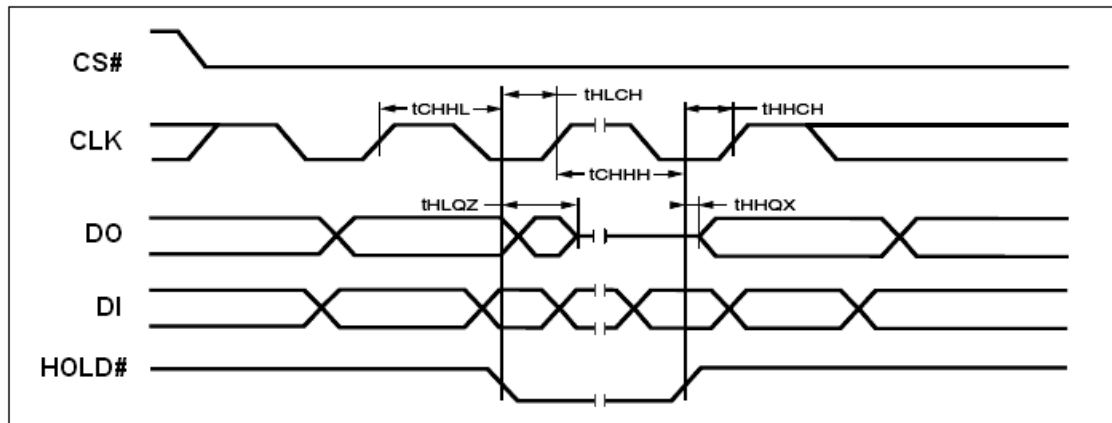 CS#
tCHHL
tHLCH
tHHCH
CLK
tCHHH
tHLQZ
tHHQX
DO
DI
HOLD#